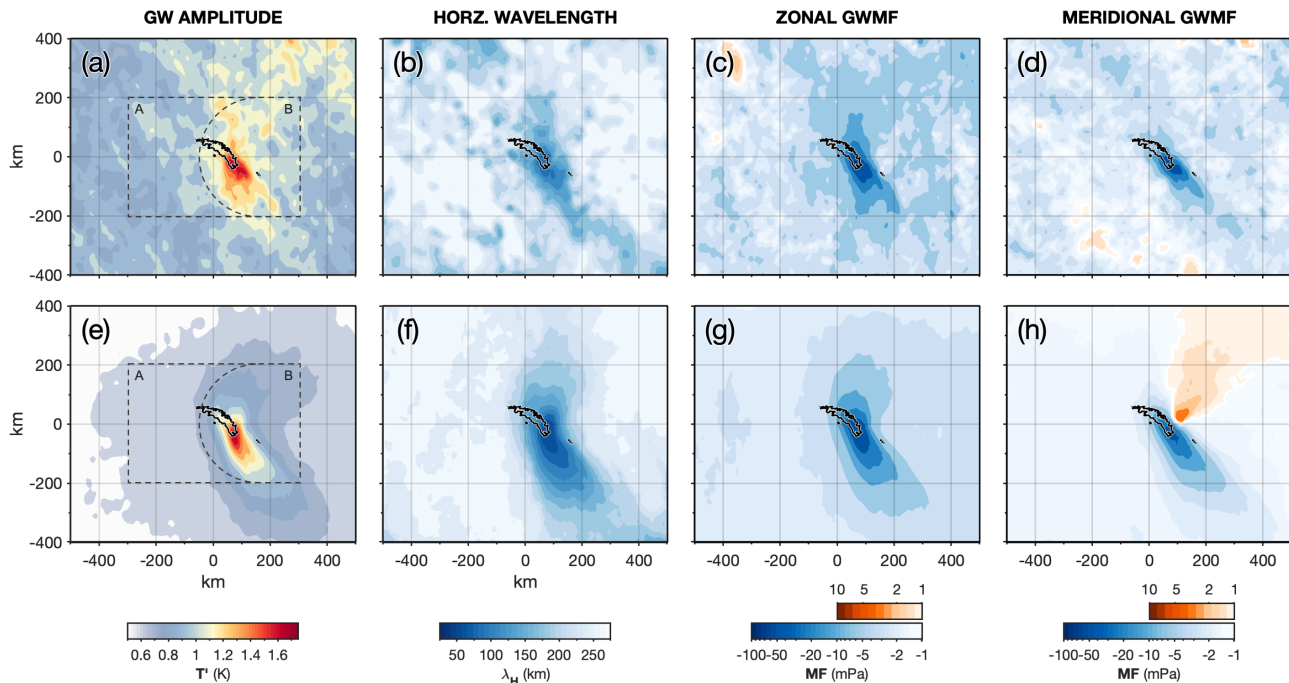 GW AMPLITUDE HORZ. WAVELENGTH ZONAL GWMF MERIDIONAL GWMF
400
200
0
-200
-400
km
(a) (b) (c) (d)
A B
400
200
0
-200
-400
km
(e) (f) (g) (h)
A B
-400 -200 0 200 400 -400 -200 0 200 400 -400 -200 0 200 400 -400 -200 0 200 400
km km
10 5 2 1 10 5 2 1
0.6 0.8 1 1.2 1.4 1.6 50 100 150 200 250 -100 -50 -20 -10 -5 -2 -1 -100 -50 -20 -10 -5 -2 -1
T' (K) λH (km) MF (mPa) MF (mPa)